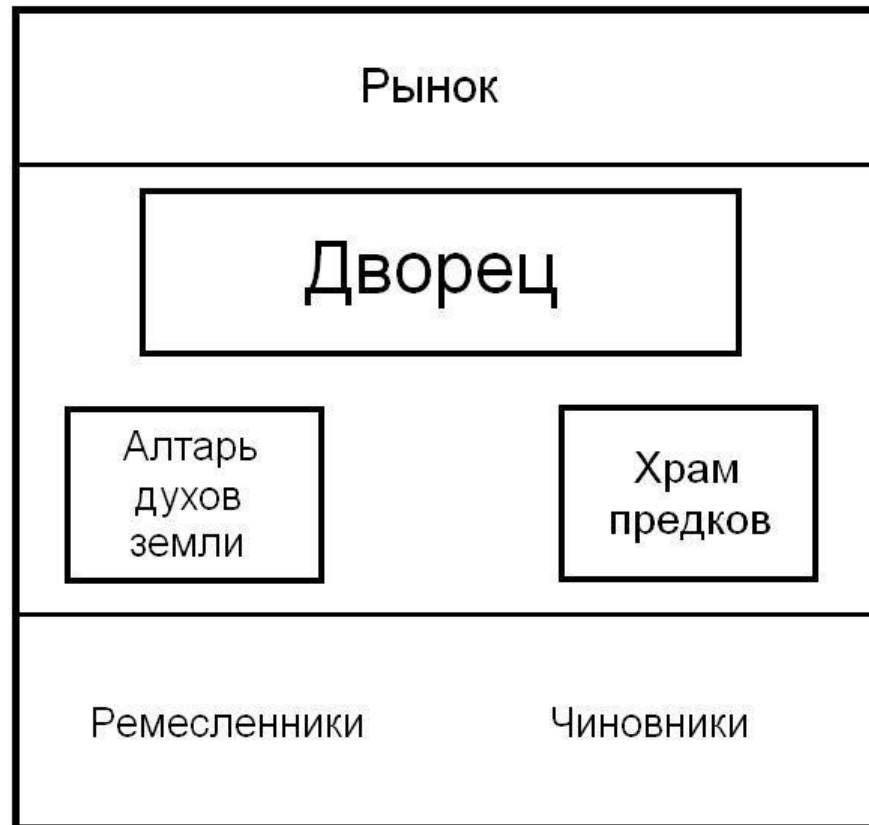 Рынок
Дворец
Алтарь
духов
земли
Храм
предков
Ремесленники
Чиновники